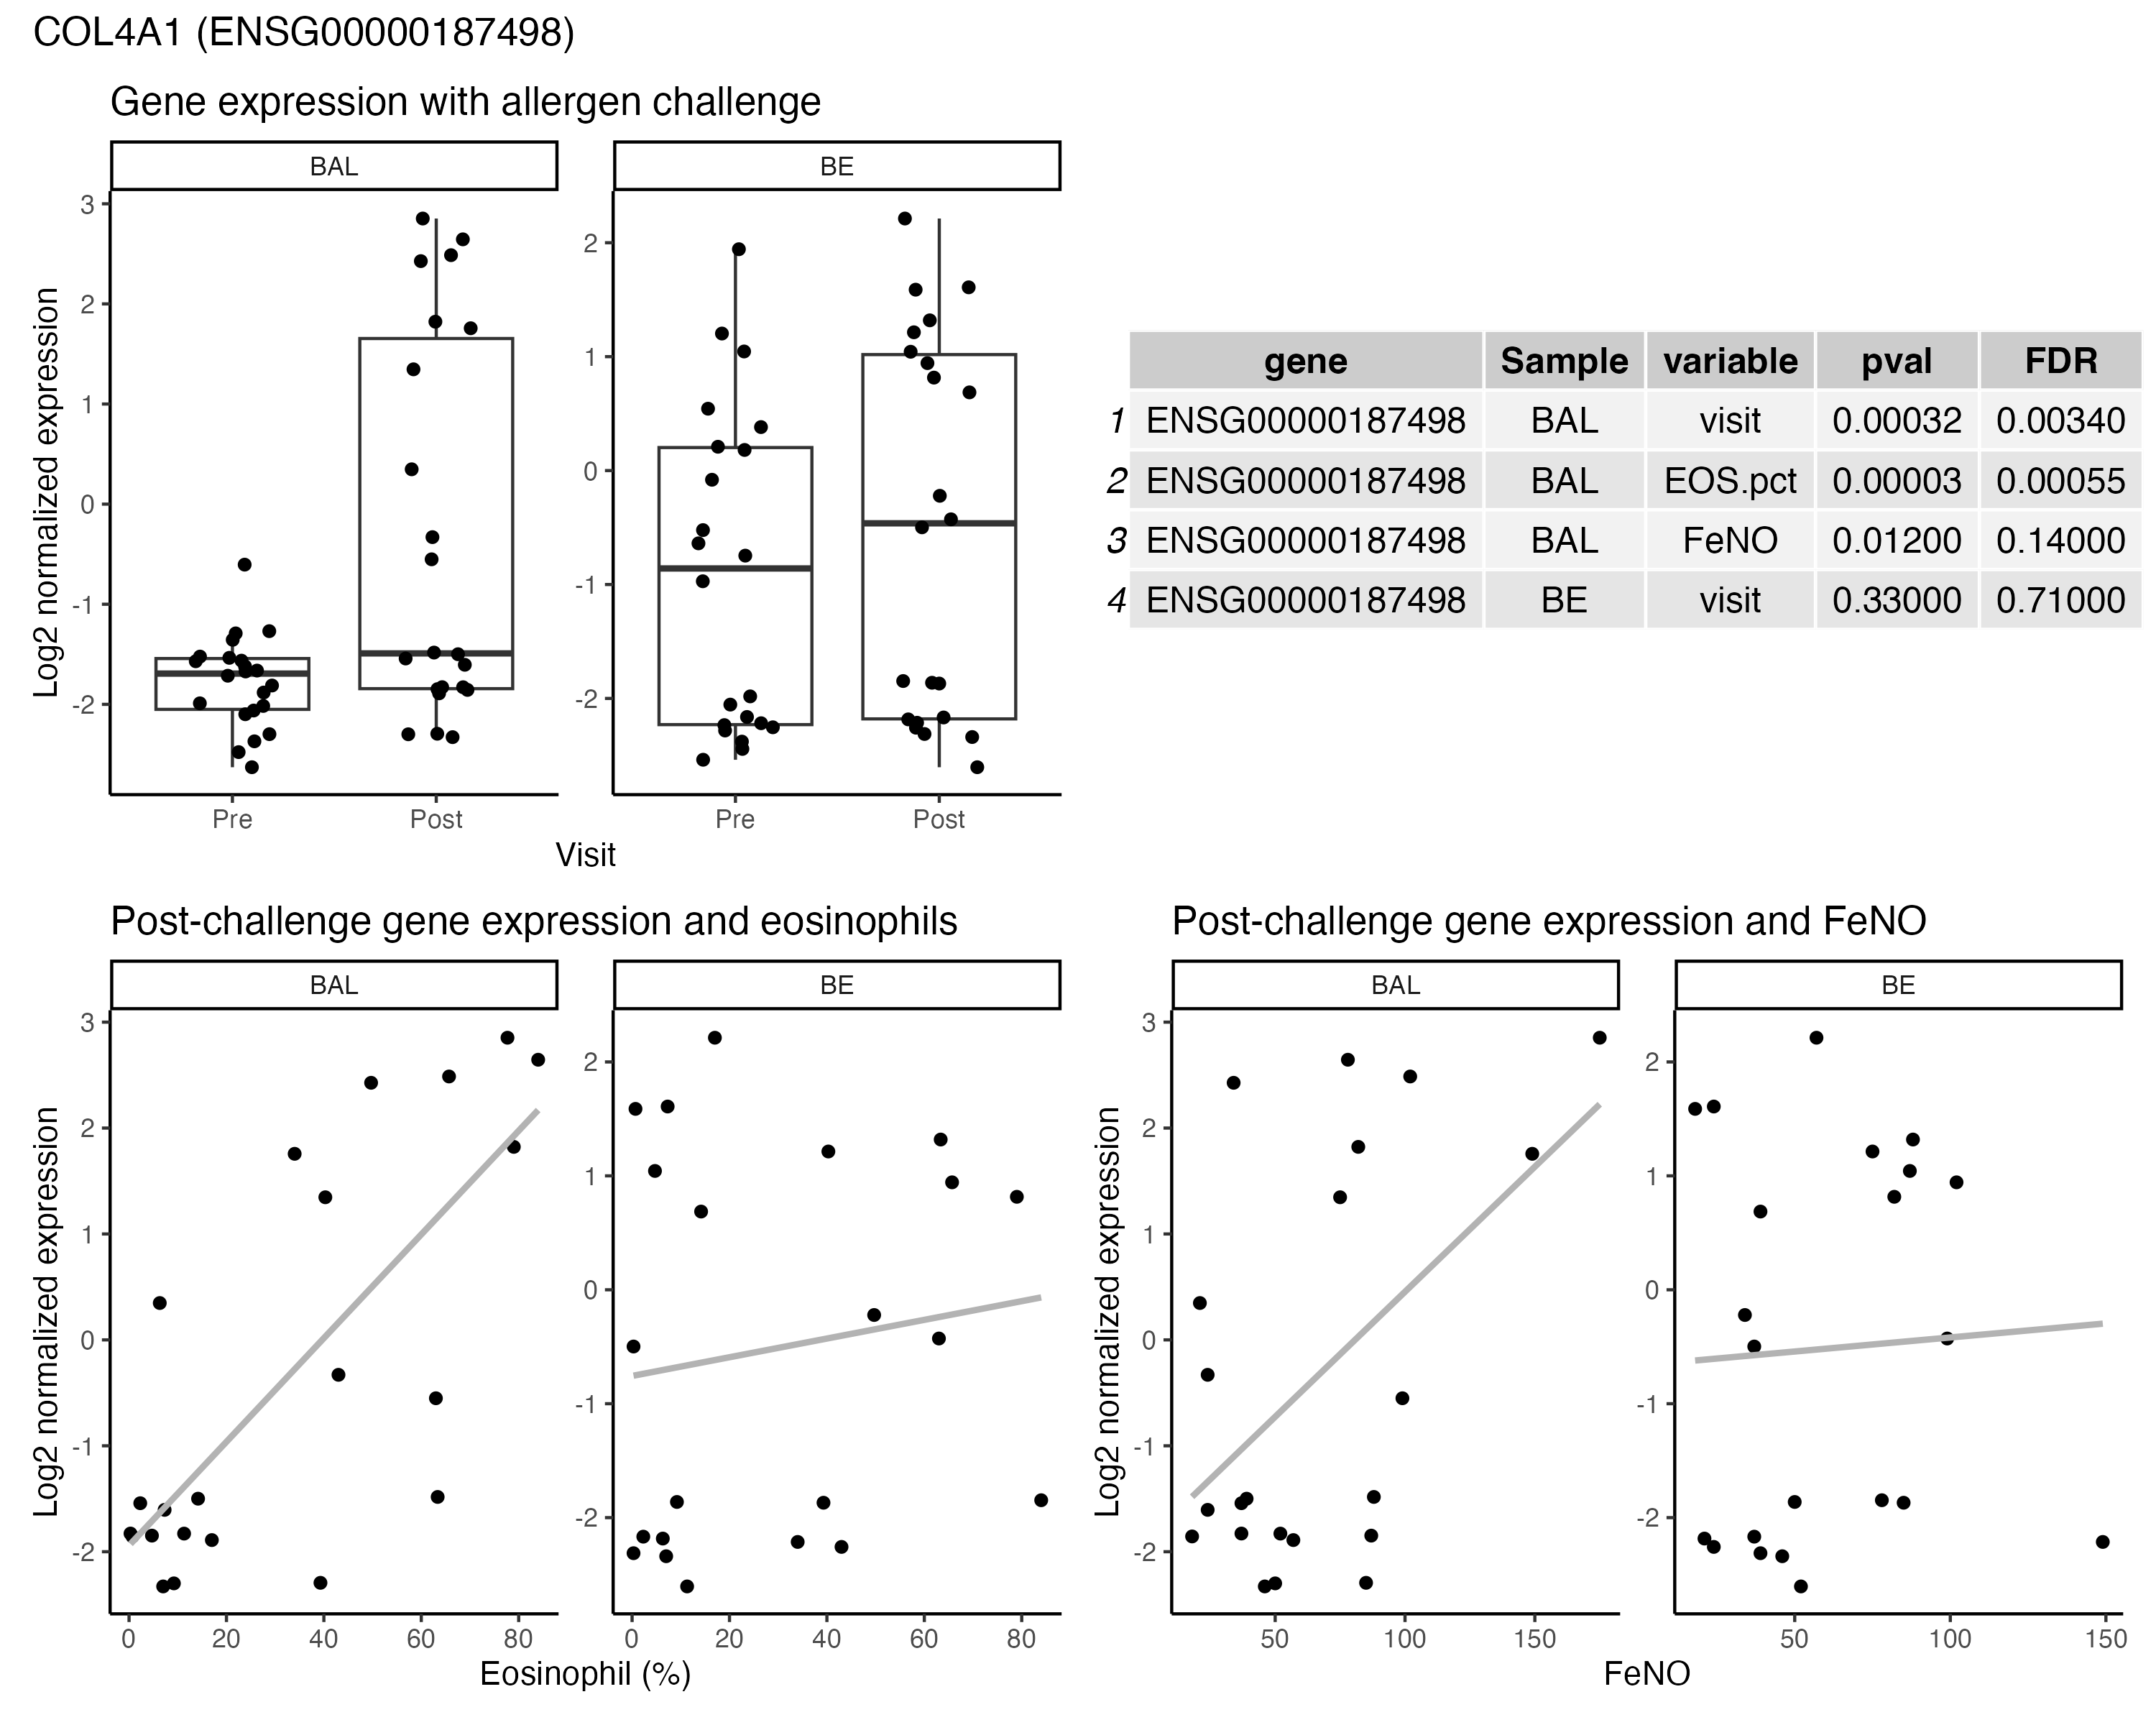 COL4A1 (ENSG00000187498)
Gene expression with allergen challenge
BAL BE
Log2 normalized expression
3
2
1
0
-1
-2
2
1
0
-1
-2
Pre Post Pre Post
Visit
gene Sample variable pval FDR
1 ENSG00000187498 BAL visit 0.00032 0.00340
2 ENSG00000187498 BAL EOS.pct 0.00003 0.00055
3 ENSG00000187498 BAL FeNO 0.01200 0.14000
4 ENSG00000187498 BE visit 0.33000 0.71000
Post-challenge gene expression and eosinophils
BAL BE
Log2 normalized expression
3
2
1
0
-1
-2
2
1
0
-1
-2
0 20 40 60 80 0 20 40 60 80
Eosinophil (%)
Post-challenge gene expression and FeNO
BAL BE
Log2 normalized expression
3
2
1
0
-1
-2
2
1
0
-1
-2
50 100 150 50 100 150
FeNO